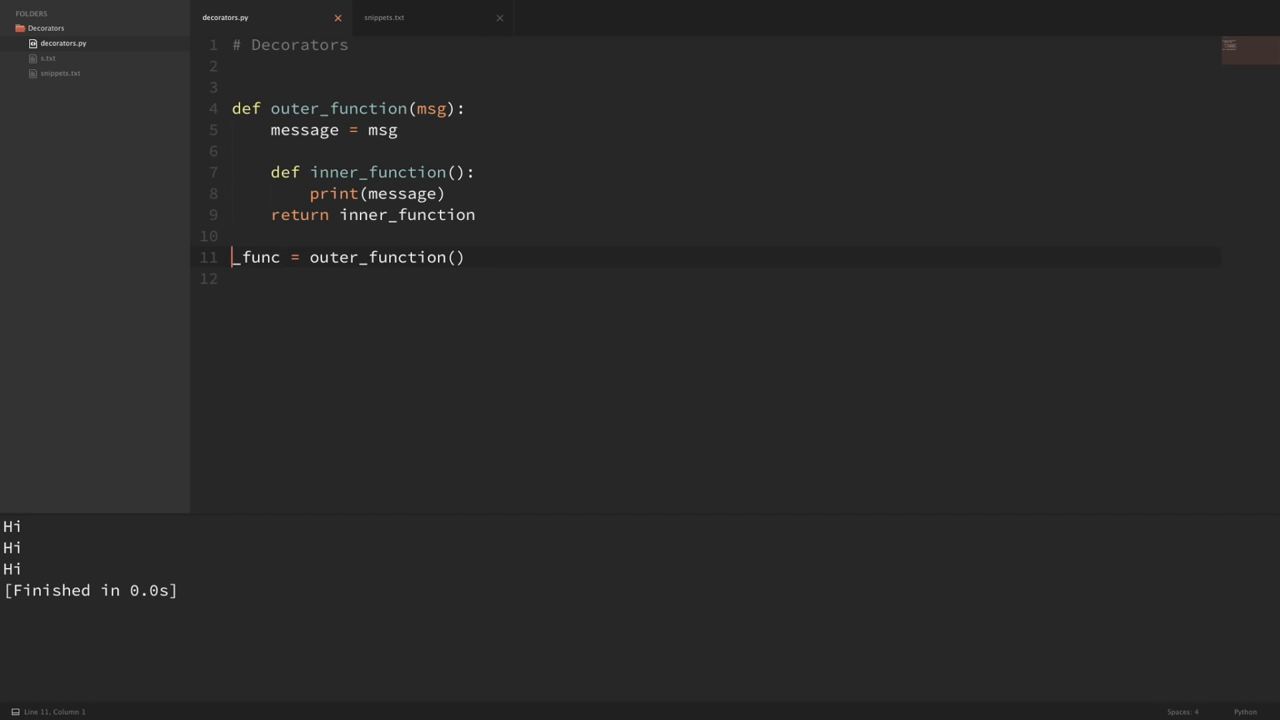 FOLDERS
Decorators
decorators.py
s.txt
snippets.txt
decorators.py
snippets.txt
1 # Decorators
2
3
4 def outer_function(msg):
5 message = msg
6
7 def inner_function():
8 print(message)
9 return inner_function
10
11 _func = outer_function()
12
Hi
Hi
Hi
[Finished in 0.0s]
Line 11, Column 1
Spaces: 4
Python